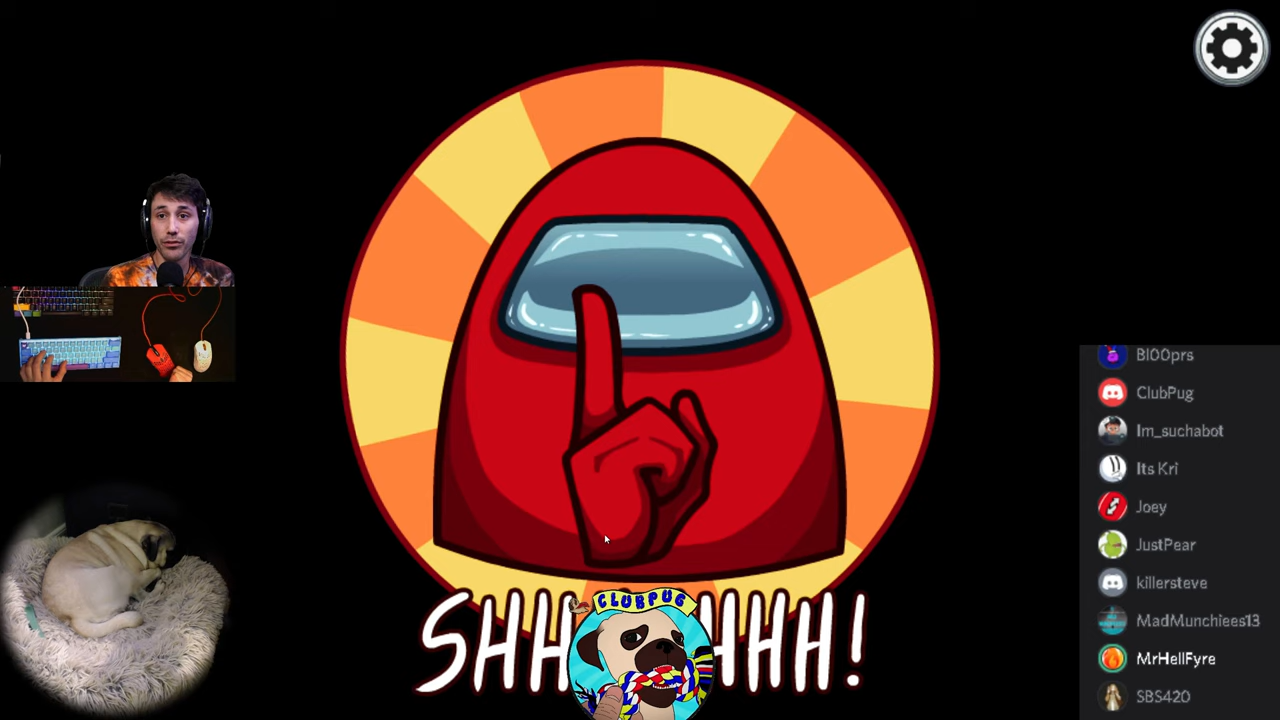 Bl00prs
ClubPug
Im_suchabot
Its Kri
Joey
JustPear
killersteve
MadMunchiees13
MrHellFyre
SBS420
SHH HHH!
CLUBPUG